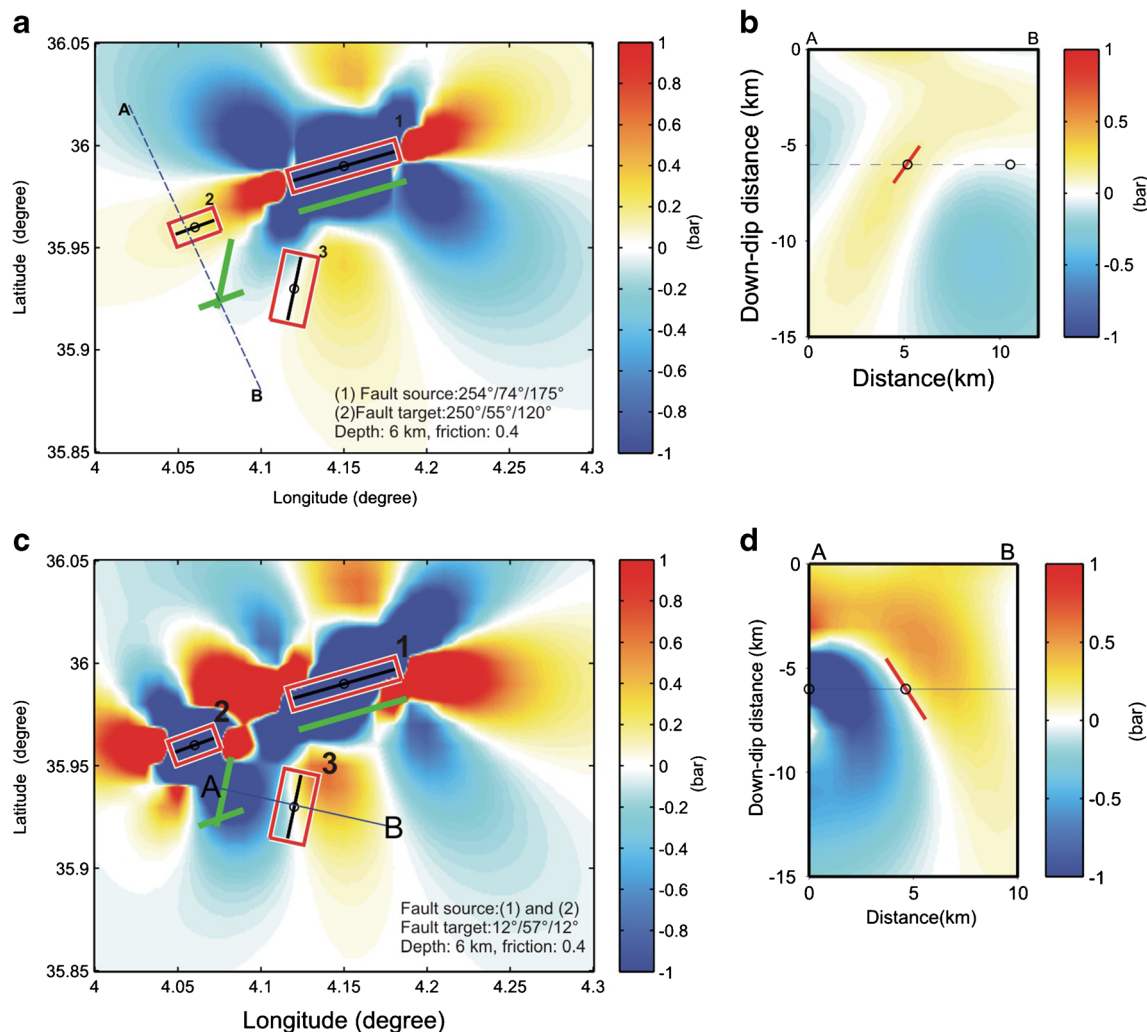 a
36.05
36
35.95
35.9
35.85
4
4.05
4.1
4.15
4.2
4.3
Latitude (degree)
Longitude (degree)
A
B
1
2
3
(1) Fault source:254°/74°/175°
(2)Fault target:250°/55°/120°
Depth: 6 km, friction: 0.4
1
0.8
0.6
0.4
0.2
0
-0.2
-0.4
-0.6
-0.8
-1
(bar)
b
A
B
0
-5
-10
-15
0
5
10
Down-dip distance (km)
Distance(km)
1
0.5
0
-0.5
-1
(bar)
c
36.05
36
35.95
35.9
35.85
4
4.05
4.1
4.15
4.2
4.3
Latitude (degree)
Longitude (degree)
1
2
3
A
B
Fault source:(1) and (2)
Fault target:12°/57°/12°
Depth: 6 km, friction: 0.4
1
0.8
0.6
0.4
0.2
0
-0.2
-0.4
-0.6
-0.8
-1
(bar)
d
A
B
0
-5
-10
-15
0
5
10
Down-dip distance (km)
Distance(km)
1
0.5
0
-0.5
-1
(bar)